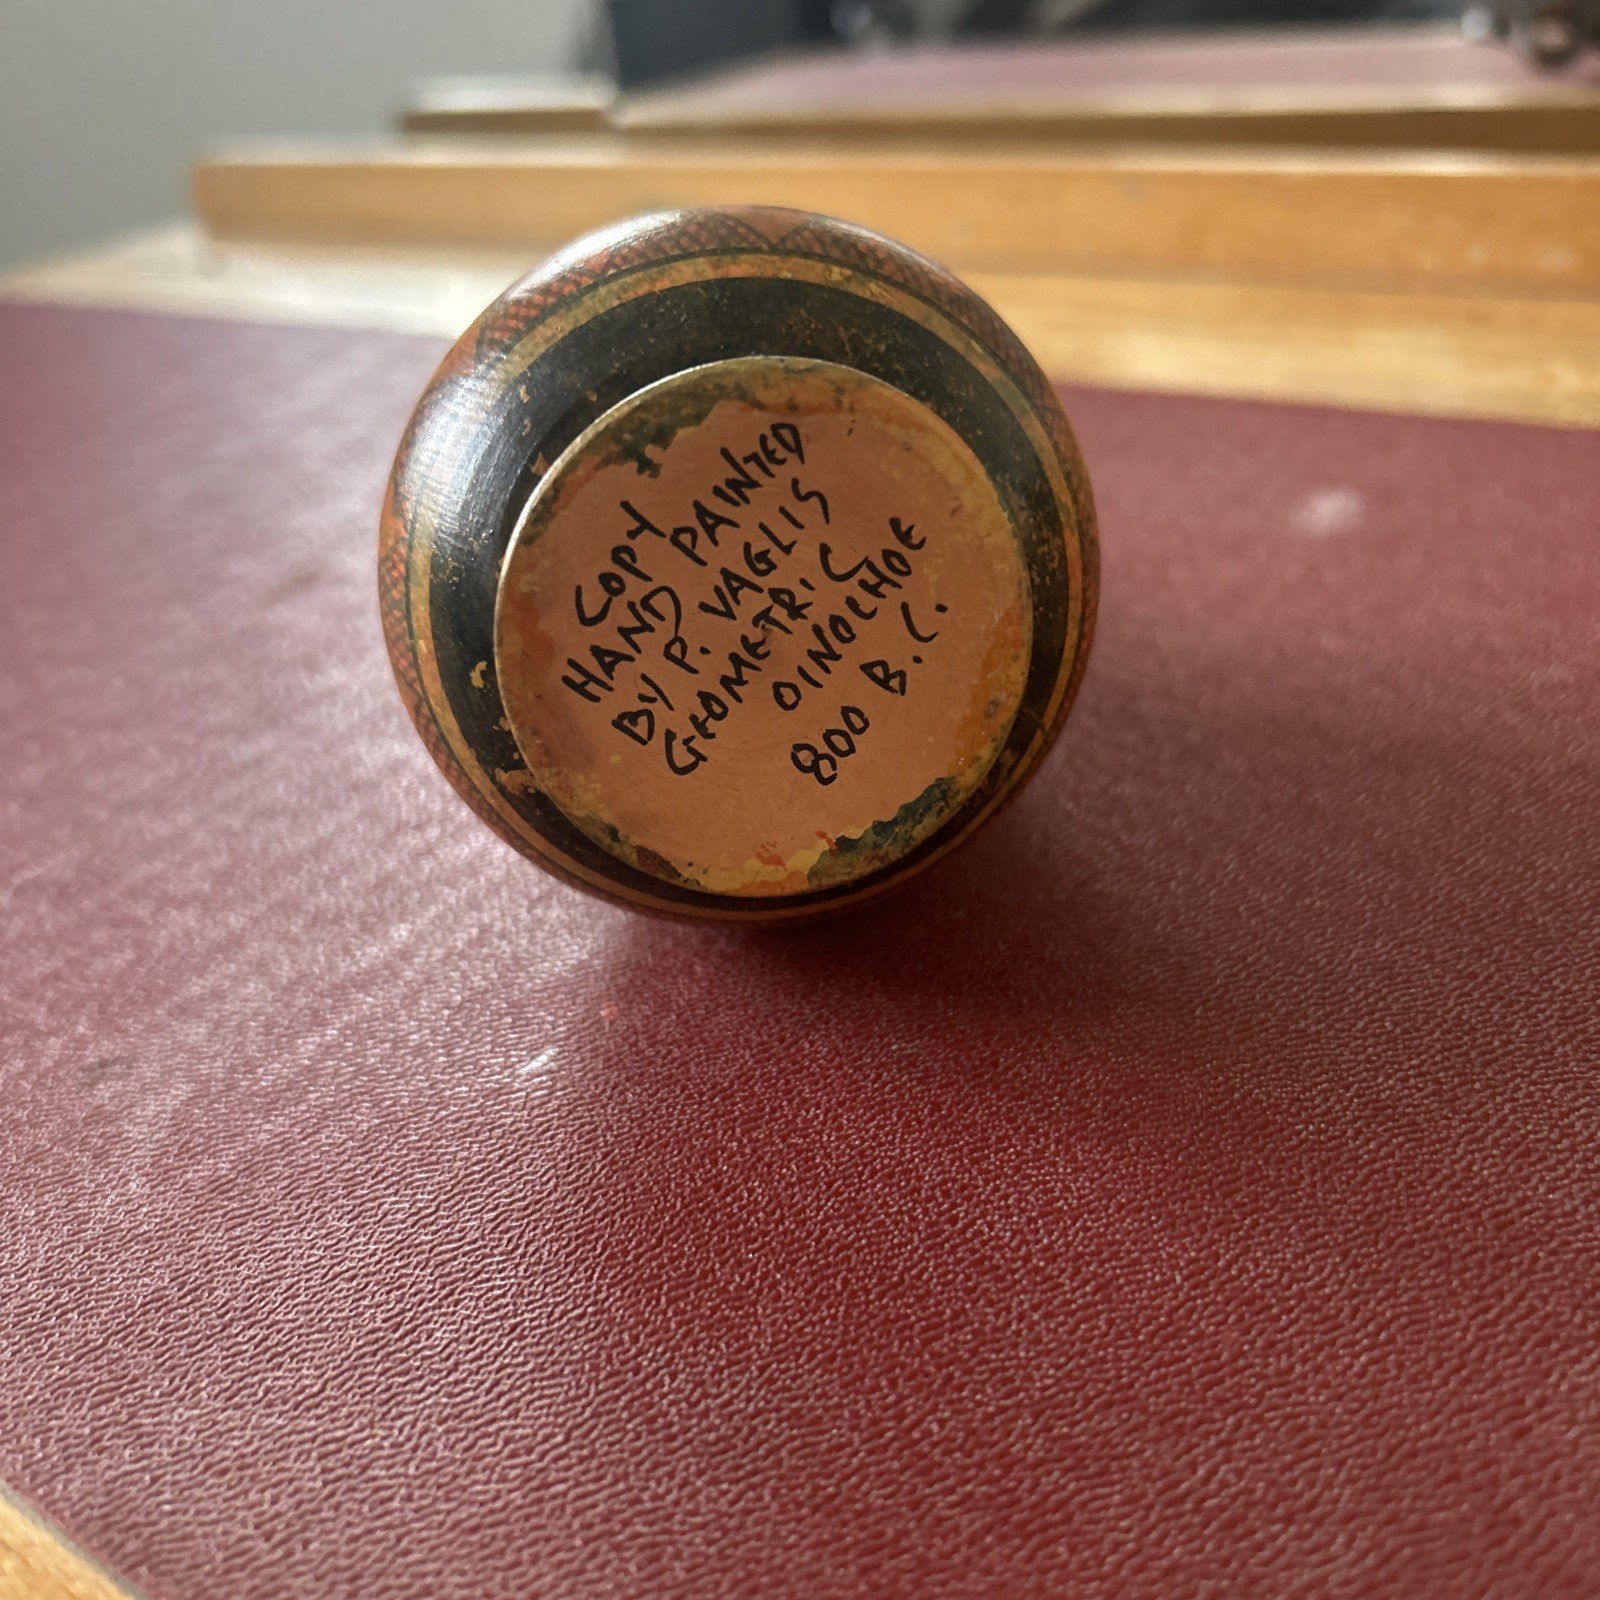 COPY
HAND PAINTED
By P. VAGLIS
GEOMETRIC
OINOCHOE
800 B.C.